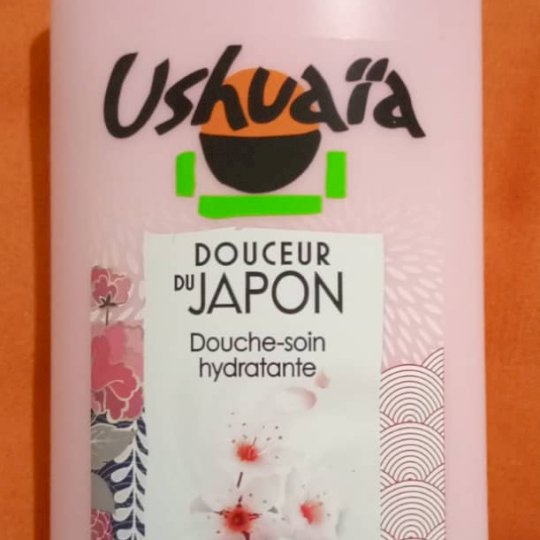 Ushuaïa
DOUCEUR
DU JAPON
Douche-soin
hydratante